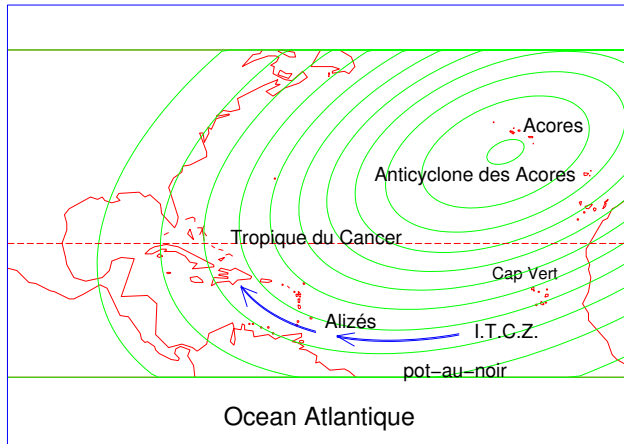 Acores
Anticyclone des Acores
Tropique du Cancer
Cap Vert
Alizés
I.T.C.Z.
pot−au−noir
Ocean Atlantique